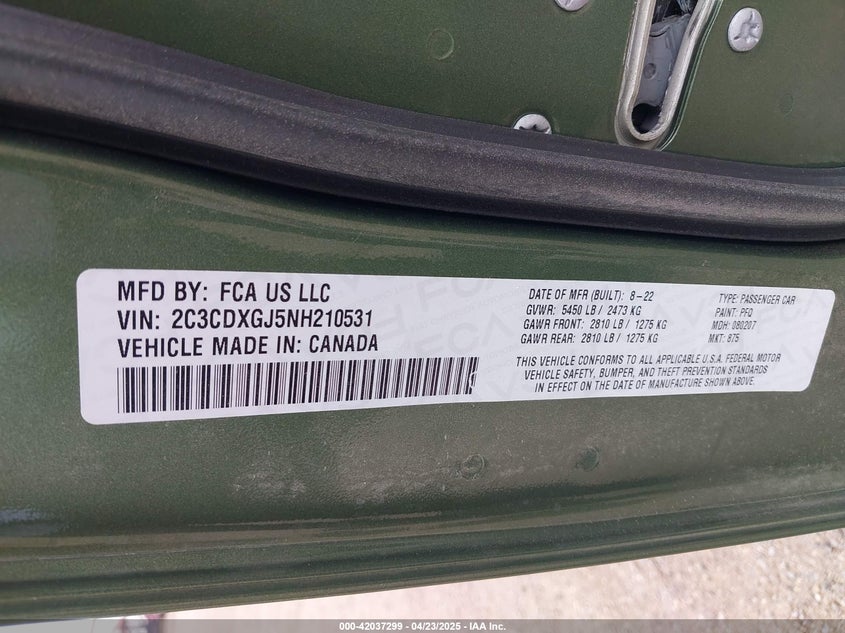 MFD BY: FCA US LLC
VIN: 2C3CDXGJ5NH210531
VEHICLE MADE IN: CANADA
DATE OF MFR (BUILT): 8-22
GVWR: 5450 LB / 2473 KG
GAWR FRONT: 2810 LB / 1275 KG
GAWR REAR: 2810 LB / 1275 KG
TYPE: PASSENGER CAR
PAINT: PFQ
MDH: 080207
MKT: 875
THIS VEHICLE CONFORMS TO ALL APPLICABLE U.S.A. FEDERAL MOTOR
VEHICLE SAFETY, BUMPER, AND THEFT PREVENTION STANDARDS
IN EFFECT ON THE DATE OF MANUFACTURE SHOWN ABOVE.
000-42037299 - 04/23/2025 - IAA Inc.